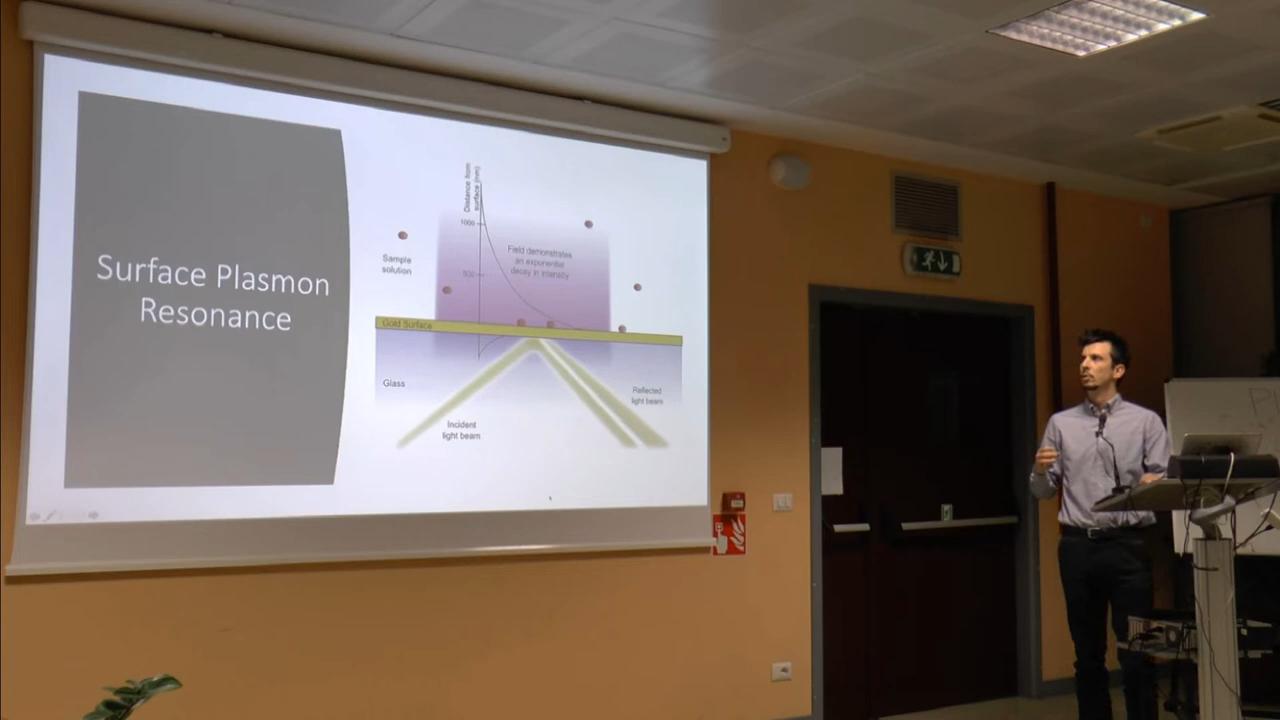 Surface Plasmon
Resonance
Distance from
surface (nm)
1000
500
Sample
solution
Field demonstrates
an exponential
decay in intensity
Gold Surface
Glass
Incident
light beam
Reflected
light beam